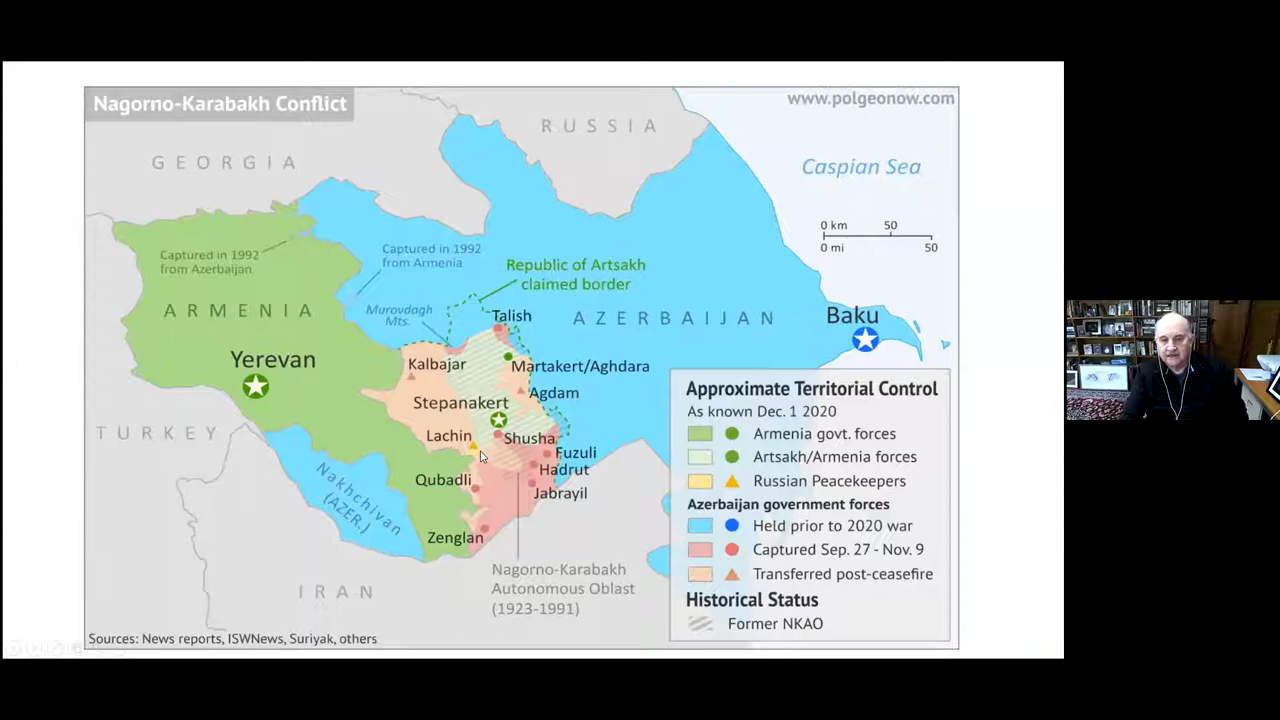 Nagorno-Karabakh Conflict
www.polgeonow.com
RUSSIA
GEORGIA
Caspian Sea
0 km 50
0 mi 50
Captured in 1992
from Azerbaijan
Captured in 1992
from Armenia
Republic of Artsakh
claimed border
ARMENIA
Murovdagh
Mts.
Talish
AZERBAIJAN
Baku
Yerevan
Kalbajar
Martakert/Aghdara
Agdam
Stepanakert
TURKEY
Lachin
Shusha
Fuzuli
Hadrut
Qubadli
Jabrayil
Nakhchivan
(AZER.)
Zenglan
IRAN
Nagorno-Karabakh
Autonomous Oblast
(1923-1991)
Approximate Territorial Control
As known Dec. 1 2020
Armenia govt. forces
Artsakh/Armenia forces
Russian Peacekeepers
Azerbaijan government forces
Held prior to 2020 war
Captured Sep. 27 - Nov. 9
Transferred post-ceasefire
Historical Status
Former NKAO
Sources: News reports, ISWNews, Suriyak, others